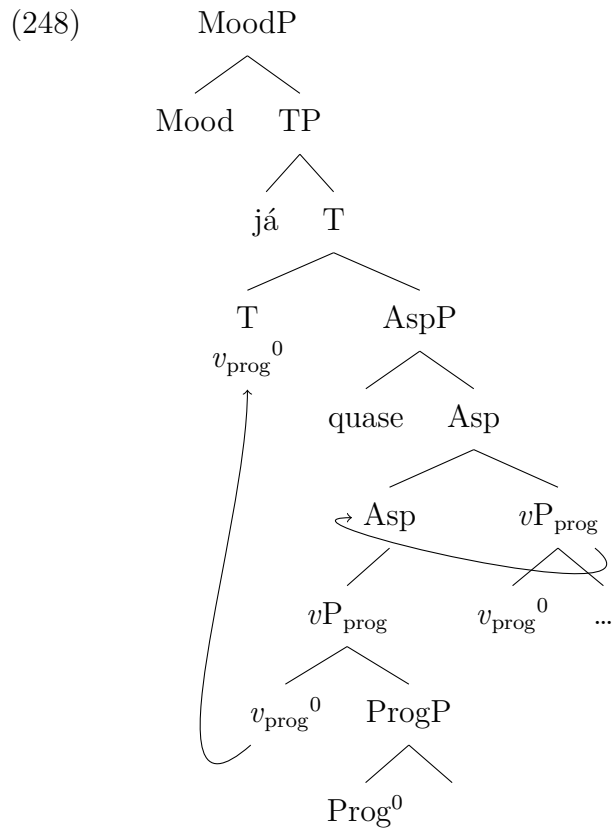 (248) MoodP
Mood TP
já T
T AspP
v_prog^0
quase Asp
Asp vP_prog
vP_prog v_prog^0 ...
v_prog^0 ProgP
Prog^0